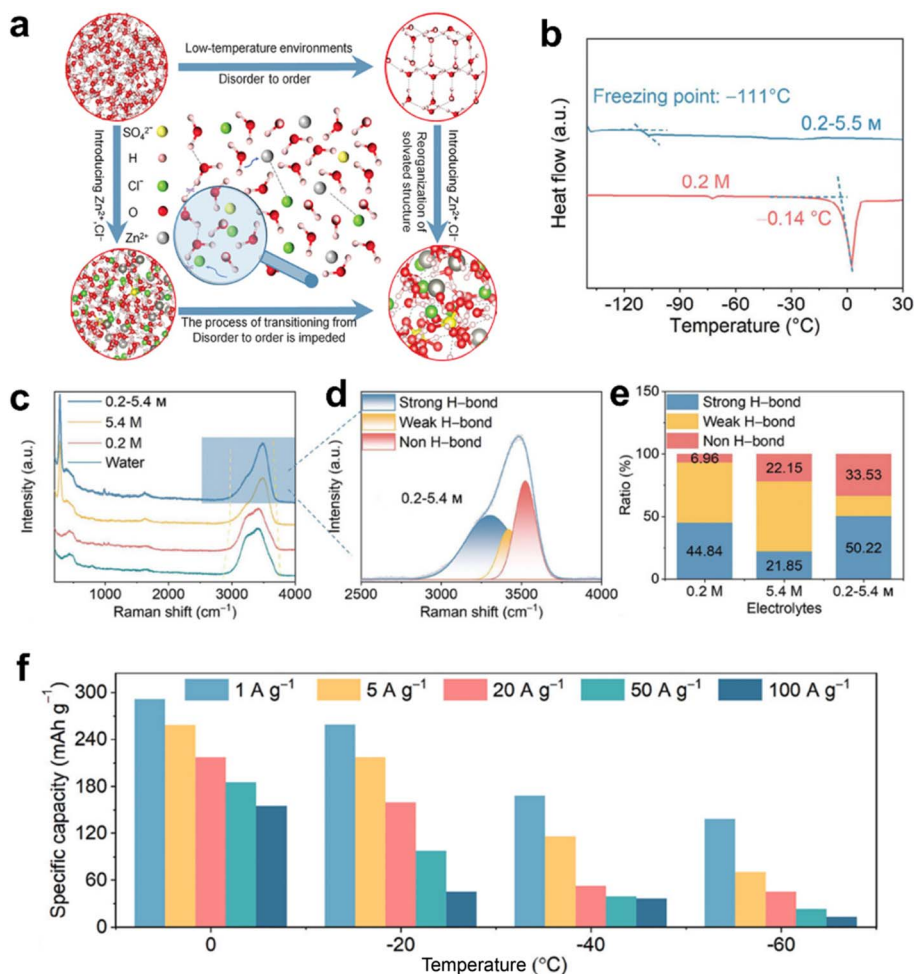 a
Low-temperature environments
Disorder to order
Introducing Zn²⁺,Cl⁻
SO₄²⁻
H
Cl⁻
O
Zn²⁺
Reorganization of
solvated structure
Introducing Zn²⁺,Cl⁻
The process of transitioning from
Disorder to order is impeded
b
Heat flow (a.u.)
Freezing point: −111°C
0.2-5.5 M
0.2 M
−0.14 °C
-120 -90 -60 -30 0 30
Temperature (°C)
c
Intensity (a.u.)
0.2-5.4 M
5.4 M
0.2 M
Water
1000 2000 3000 4000
Raman shift (cm⁻¹)
d
Intensity (a.u.)
Strong H–bond
Weak H–bond
Non H–bond
0.2-5.4 M
2500 3000 3500 4000
Raman shift (cm⁻¹)
e
Ratio (%)
150
100
50
0
Strong H–bond
Weak H–bond
Non H–bond
6.96
22.15
33.53
44.84
21.85
50.22
0.2 M 5.4 M 0.2-5.4 M
Electrolytes
f
Specific capacity (mAh g⁻¹)
300
240
180
120
60
0
1 A g⁻¹ 5 A g⁻¹ 20 A g⁻¹ 50 A g⁻¹ 100 A g⁻¹
0 -20 -40 -60
Temperature (°C)